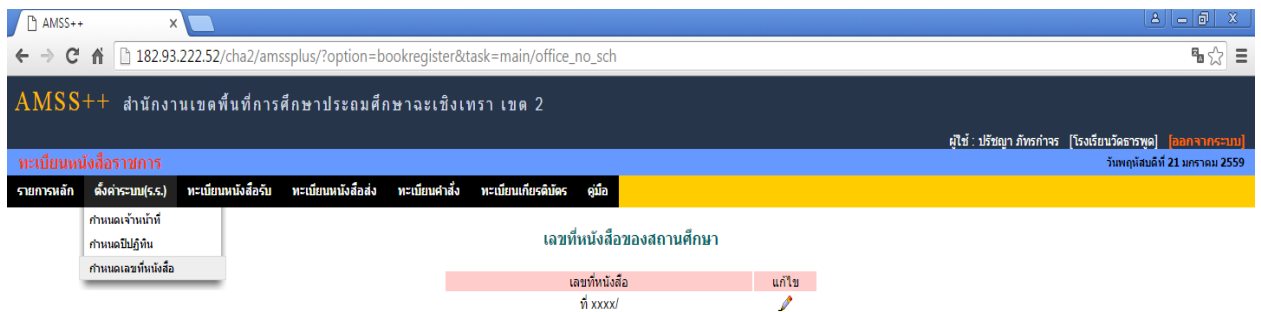 AMSS++
182.93.222.52/cha2/amssplus/?option=bookregister&task=main/office_no_sch
AMSS++ สำนักงานเขตพื้นที่การศึกษาประถมศึกษาฉะเชิงเทรา เขต 2
ผู้ใช้ : ปรัชญา ภัทรกำจร [โรงเรียนวัดธารพูด] [ออกจากระบบ]
ทะเบียนหนังสือราชการ วันพฤหัสบดีที่ 21 มกราคม 2559
รายการหลัก ตั้งค่าระบบ(ร.ร.) ทะเบียนหนังสือรับ ทะเบียนหนังสือส่ง ทะเบียนคำสั่ง ทะเบียนเกียรติบัตร คู่มือ
กำหนดเจ้าหน้าที่
กำหนดปีปฏิทิน
กำหนดเลขที่หนังสือ
เลขที่หนังสือของสถานศึกษา
เลขที่หนังสือ แก้ไข
ที่ xxxx/